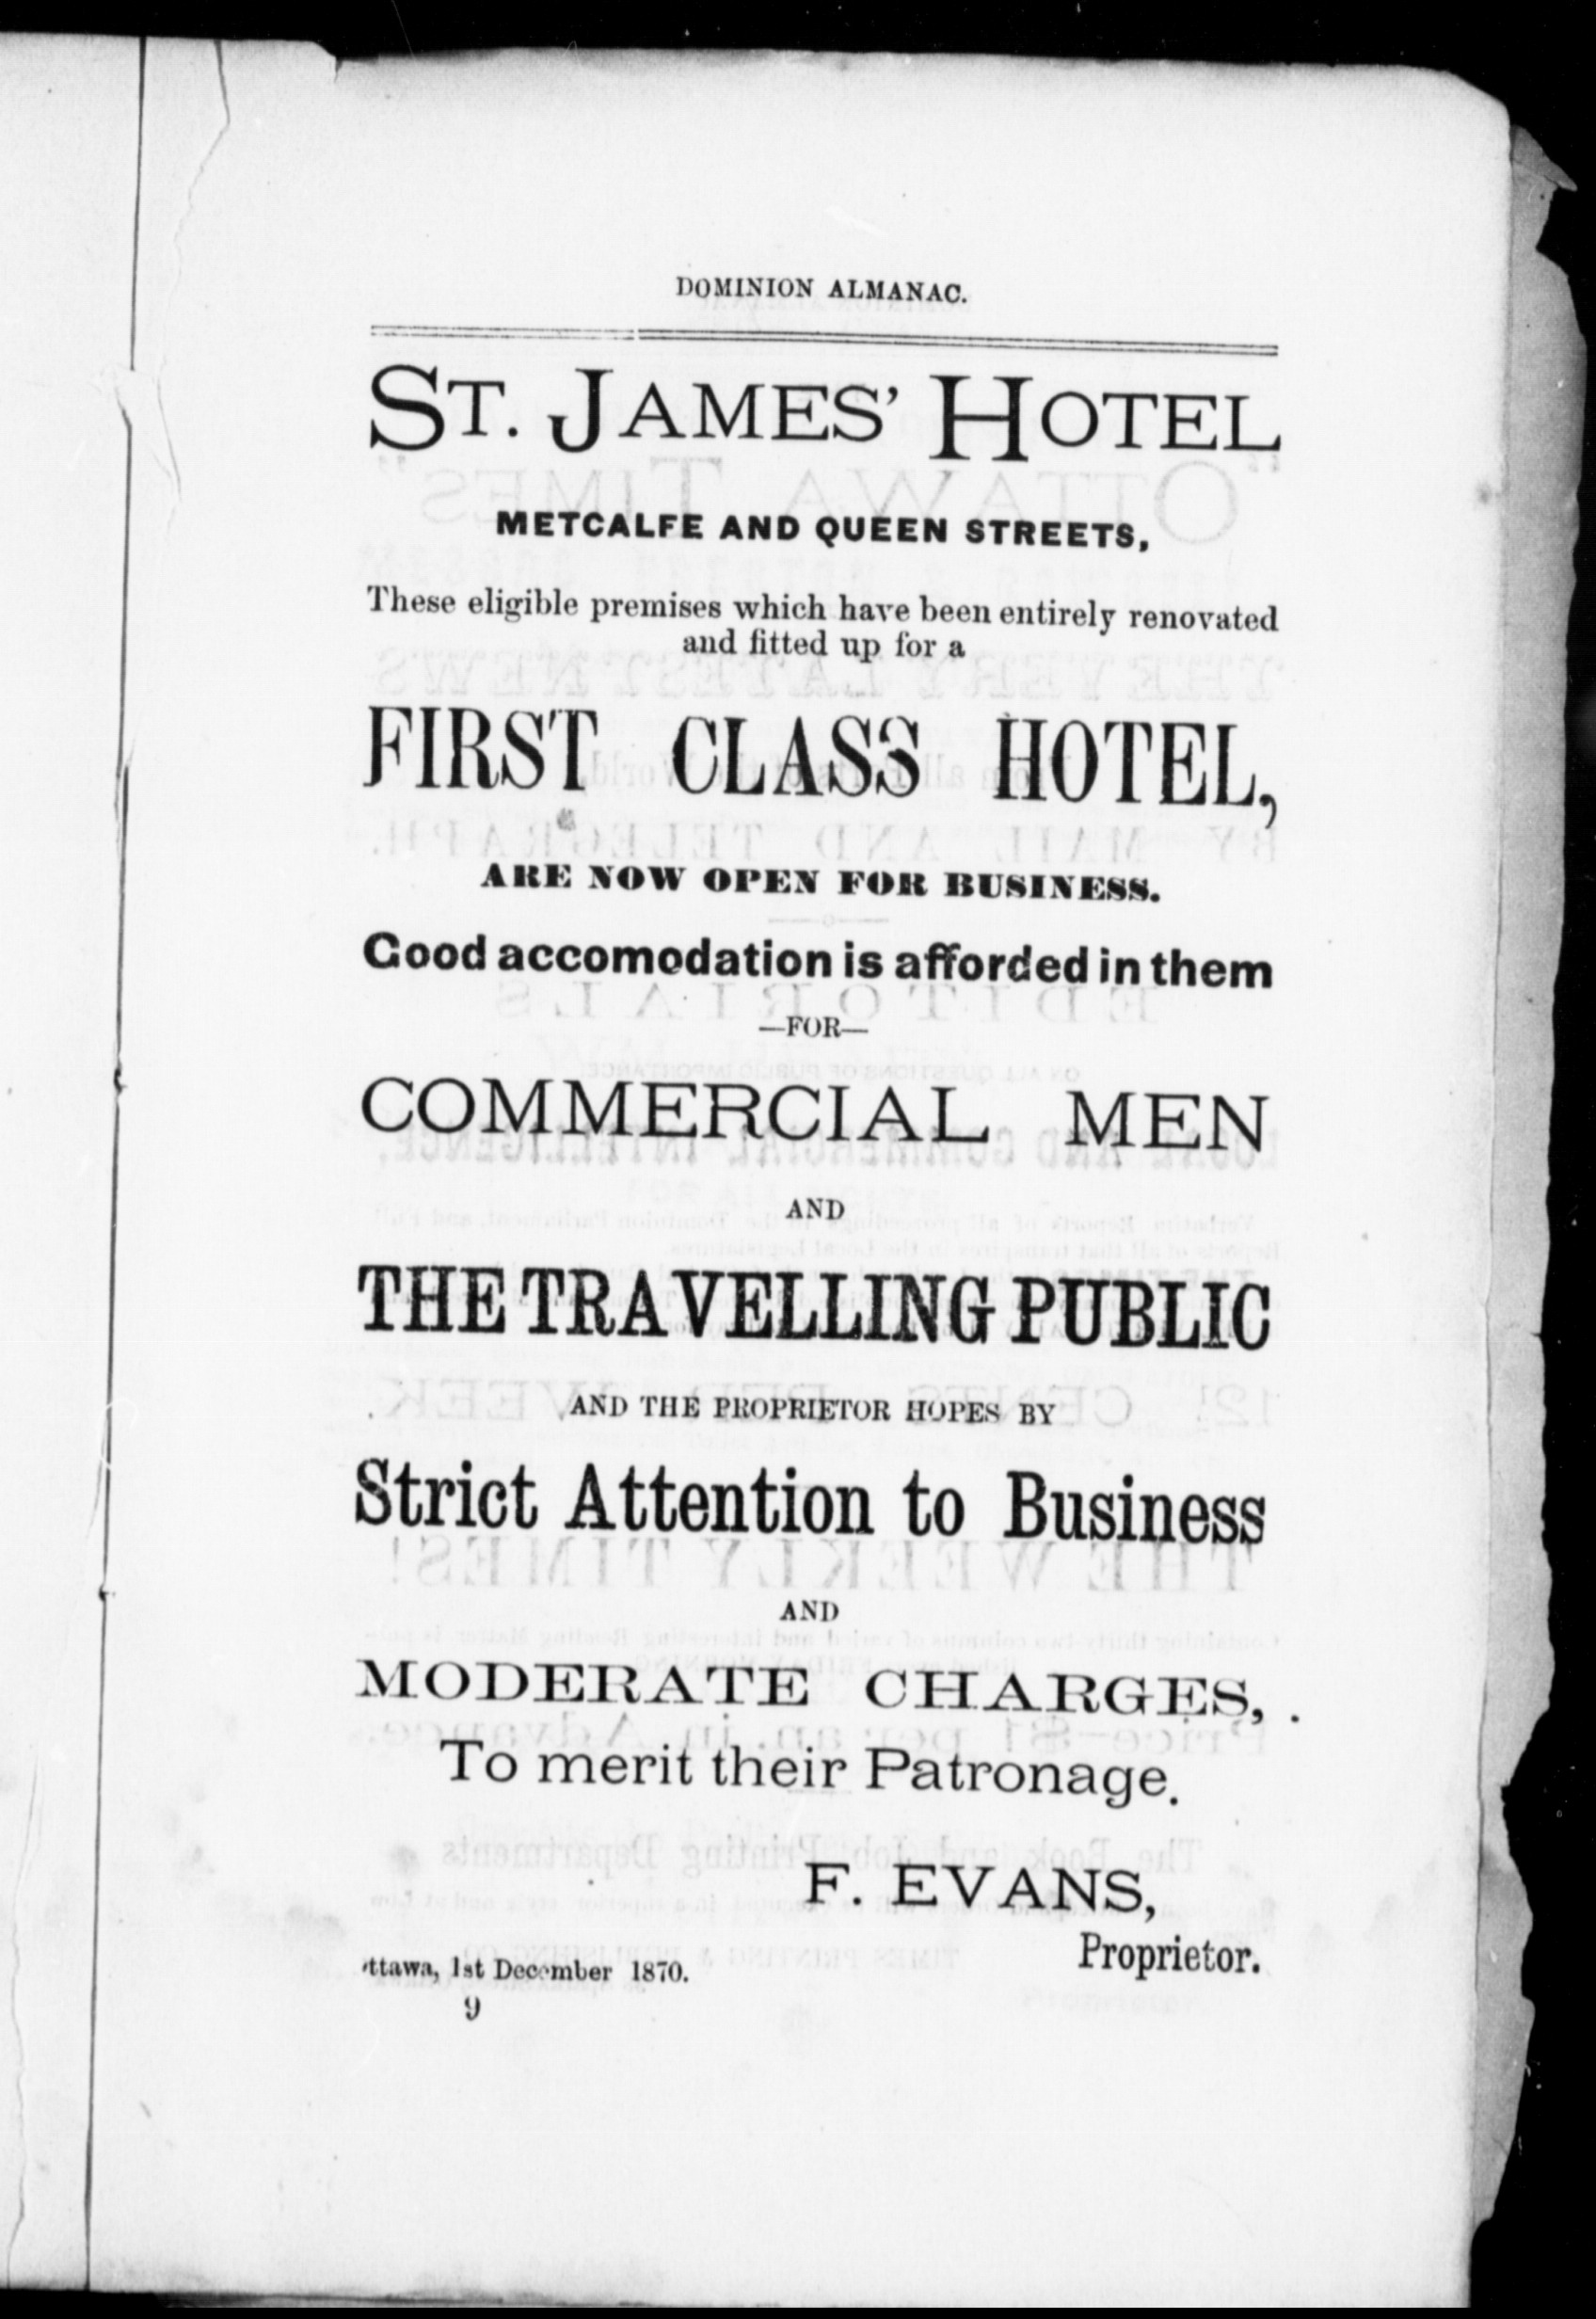 DOMINION ALMANAC.
ST. JAMES' HOTEL
METCALFE AND QUEEN STREETS,
These eligible premises which have been entirely renovated
and fitted up for a
FIRST CLASS HOTEL,
ARE NOW OPEN FOR BUSINESS.
Good accomodation is afforded in them
—FOR—
COMMERCIAL MEN
AND
THE TRAVELLING PUBLIC
AND THE PROPRIETOR HOPES BY
Strict Attention to Business
AND
MODERATE CHARGES,
To merit their Patronage.
F. EVANS,
Proprietor.
ttawa, 1st December 1870.
9